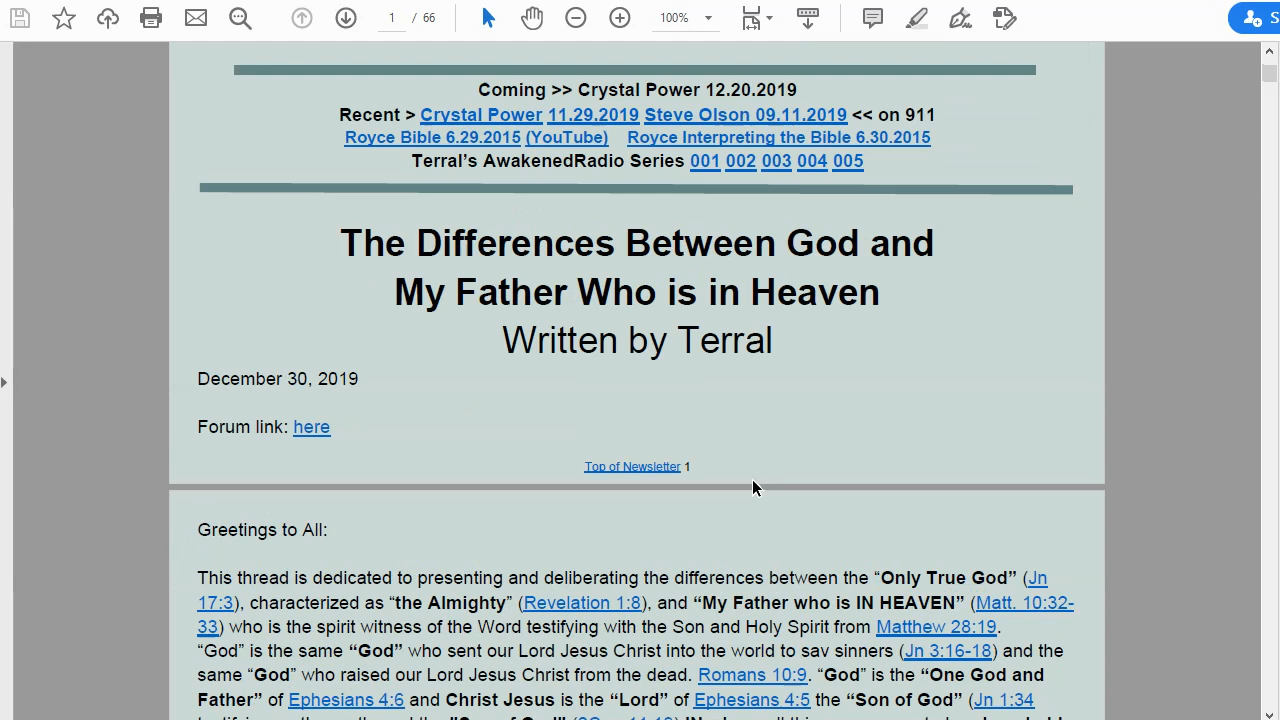 1 / 66
100%
S
Coming >> Crystal Power 12.20.2019
Recent > Crystal Power 11.29.2019 Steve Olson 09.11.2019 << on 911
Royce Bible 6.29.2015 (YouTube) Royce Interpreting the Bible 6.30.2015
Terral's AwakenedRadio Series 001 002 003 004 005
The Differences Between God and
My Father Who is in Heaven
Written by Terral
December 30, 2019
Forum link: here
Top of Newsletter 1
Greetings to All:
This thread is dedicated to presenting and deliberating the differences between the “Only True God” (Jn
17:3), characterized as “the Almighty” (Revelation 1:8), and “My Father who is IN HEAVEN” (Matt. 10:32-
33) who is the spirit witness of the Word testifying with the Son and Holy Spirit from Matthew 28:19.
“God” is the same “God” who sent our Lord Jesus Christ into the world to sav sinners (Jn 3:16-18) and the
same “God” who raised our Lord Jesus Christ from the dead. Romans 10:9. “God” is the “One God and
Father” of Ephesians 4:6 and Christ Jesus is the “Lord” of Ephesians 4:5 the “Son of God” (Jn 1:34